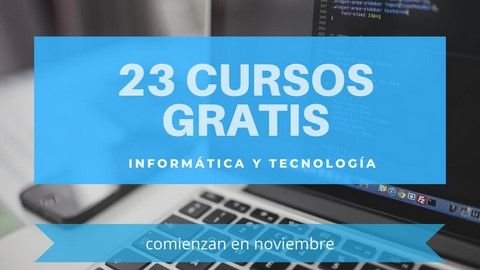 23 CURSOS
GRATIS
INFORMÁTICA Y TECNOLOGÍA
comienzan en noviembre